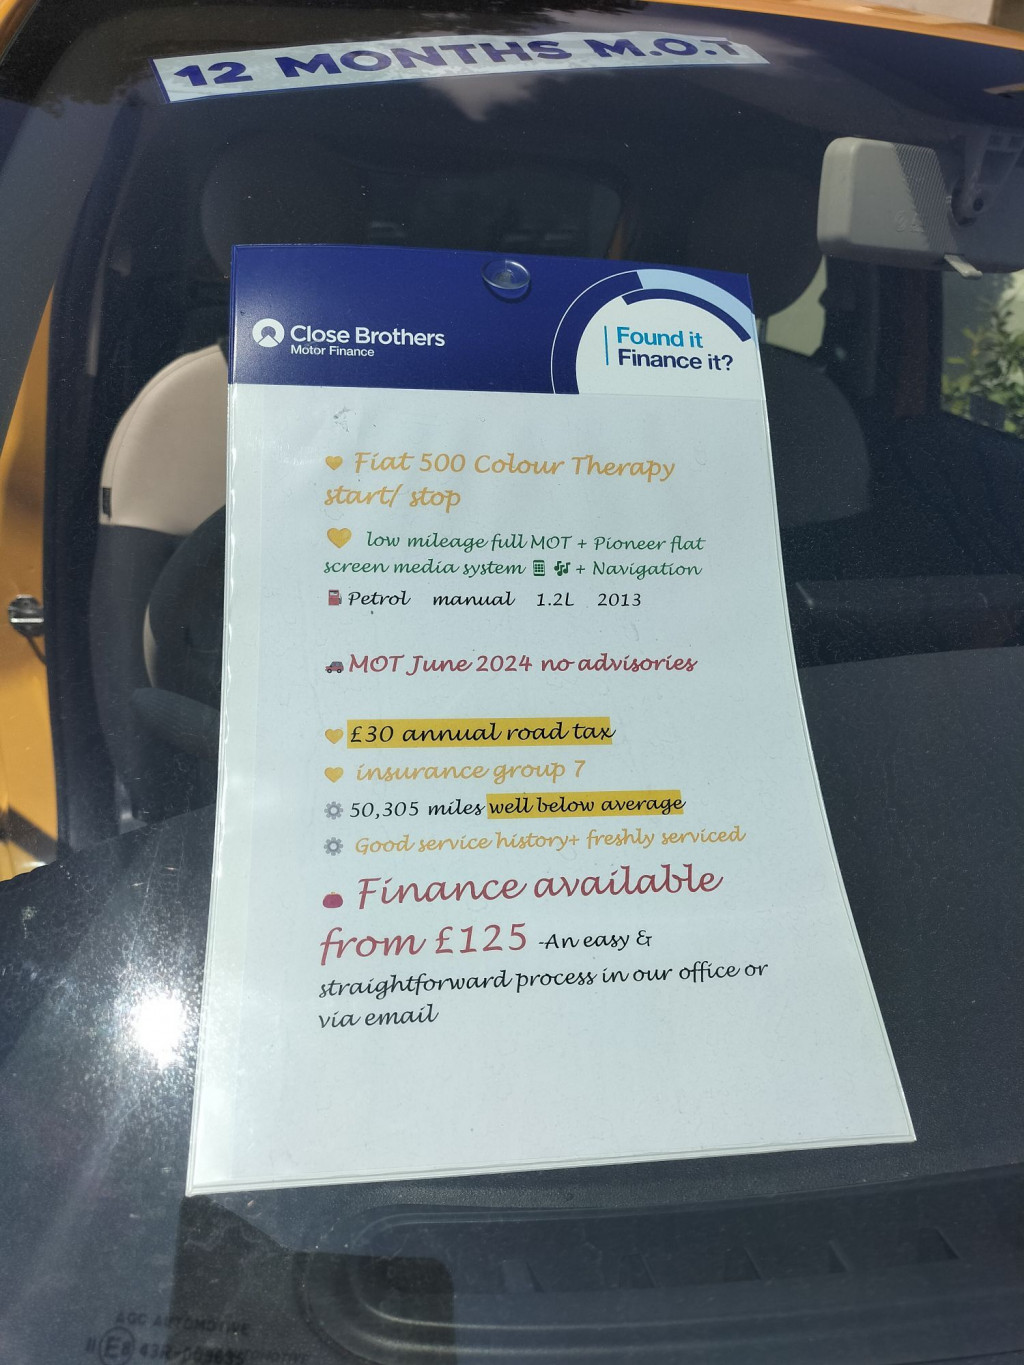 12 MONTHS M.O.T
Close Brothers
Motor Finance
Found it
Finance it?
Fiat 500 Colour Therapy
start/ stop
low mileage full MOT + Pioneer flat
screen media system + Navigation
Petrol manual 1.2L 2013
MOT June 2024 no advisories
£30 annual road tax
insurance group 7
50,305 miles well below average
Good service history+ freshly serviced
Finance available
from £125 -An easy &
straightforward process in our office or
via email
AGC AUTOMOTIVE